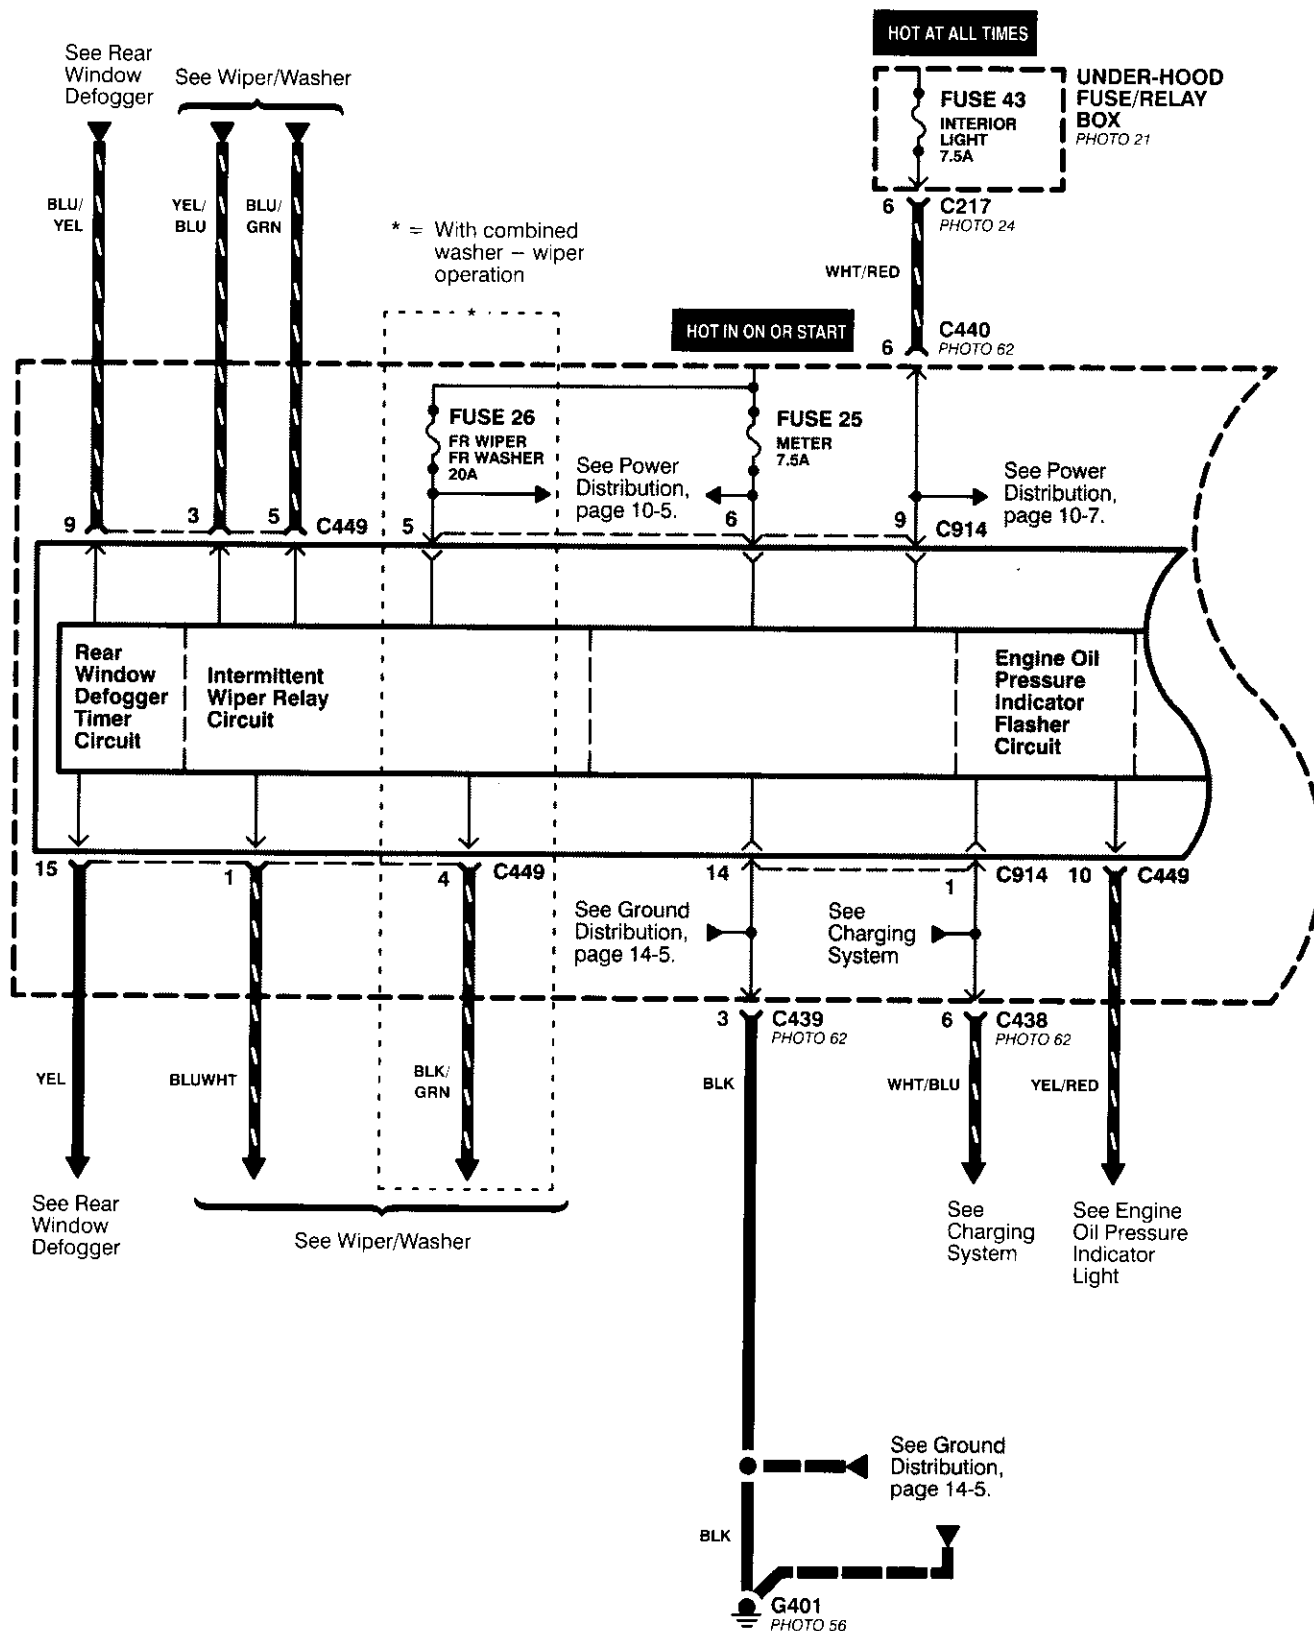 HOT AT ALL TIMES
See Rear
Window
Defogger
See Wiper/Washer
FUSE 43
INTERIOR
LIGHT
7.5A
UNDER-HOOD
FUSE/RELAY
BOX
PHOTO 21
BLU/
YEL
YEL/
BLU
BLU/
GRN
* = With combined
washer – wiper
operation
6
C217
PHOTO 24
WHT/RED
*
HOT IN ON OR START
6
C440
PHOTO 62
FUSE 26
FR WIPER
FR WASHER
20A
FUSE 25
METER
7.5A
See Power
Distribution,
page 10-5.
See Power
Distribution,
page 10-7.
9
3
5
C449
5
6
9
C914
Rear
Window
Defogger
Timer
Circuit
Intermittent
Wiper Relay
Circuit
Engine Oil
Pressure
Indicator
Flasher
Circuit
15
1
4
C449
14
1
C914
10
C449
See Ground
Distribution,
page 14-5.
See
Charging
System
3
C439
PHOTO 62
6
C438
PHOTO 62
YEL
BLUWHT
BLK/
GRN
BLK
WHT/BLU
YEL/RED
See Rear
Window
Defogger
See Wiper/Washer
See
Charging
System
See Engine
Oil Pressure
Indicator
Light
See Ground
Distribution,
page 14-5.
BLK
G401
PHOTO 56